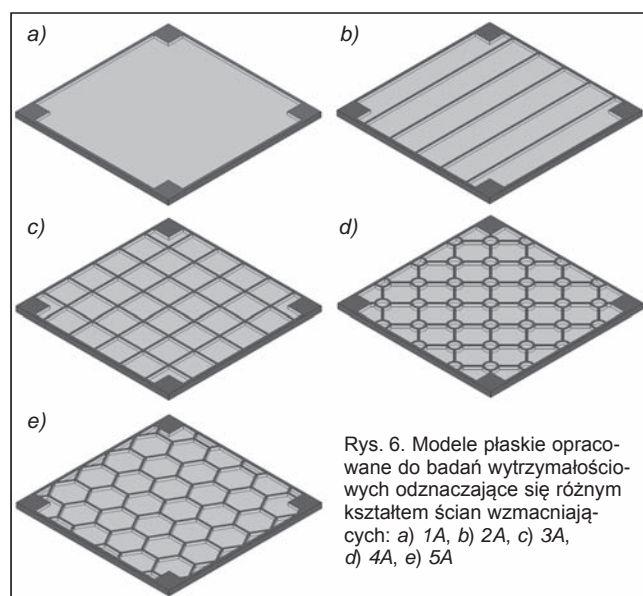 a)
b)
c)
d)
e)
Rys. 6. Modele płaskie opraco-
wane do badań wytrzymałościo-
wych odznaczające się różnym
kształtem ścian wzmacniają-
cych: a) 1A, b) 2A, c) 3A,
d) 4A, e) 5A